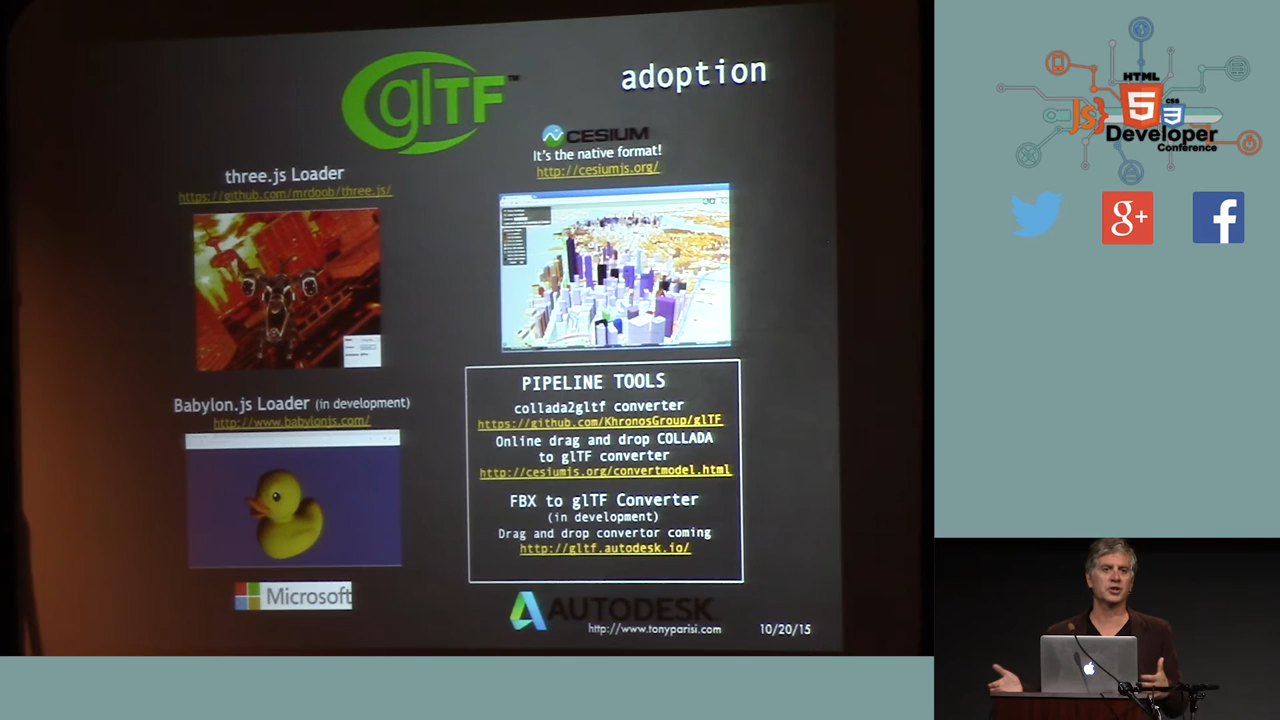 glTF™
adoption
CESIUM
It's the native format!
http://cesiumjs.org/
three.js Loader
https://github.com/mrdoob/three.js/
Babylon.js Loader (in development)
http://www.babylonjs.com/
Microsoft
PIPELINE TOOLS
collada2gltf converter
https://github.com/KhronosGroup/glTF
Online drag and drop COLLADA
to glTF converter
http://cesiumjs.org/convertmodel.html
FBX to glTF Converter
(in development)
Drag and drop convertor coming
http://gltf.autodesk.io/
AUTODESK
http://www.tonyparisi.com
10/20/15
HTML
5
JS}
CSS
3
Developer
Conference
g+
f